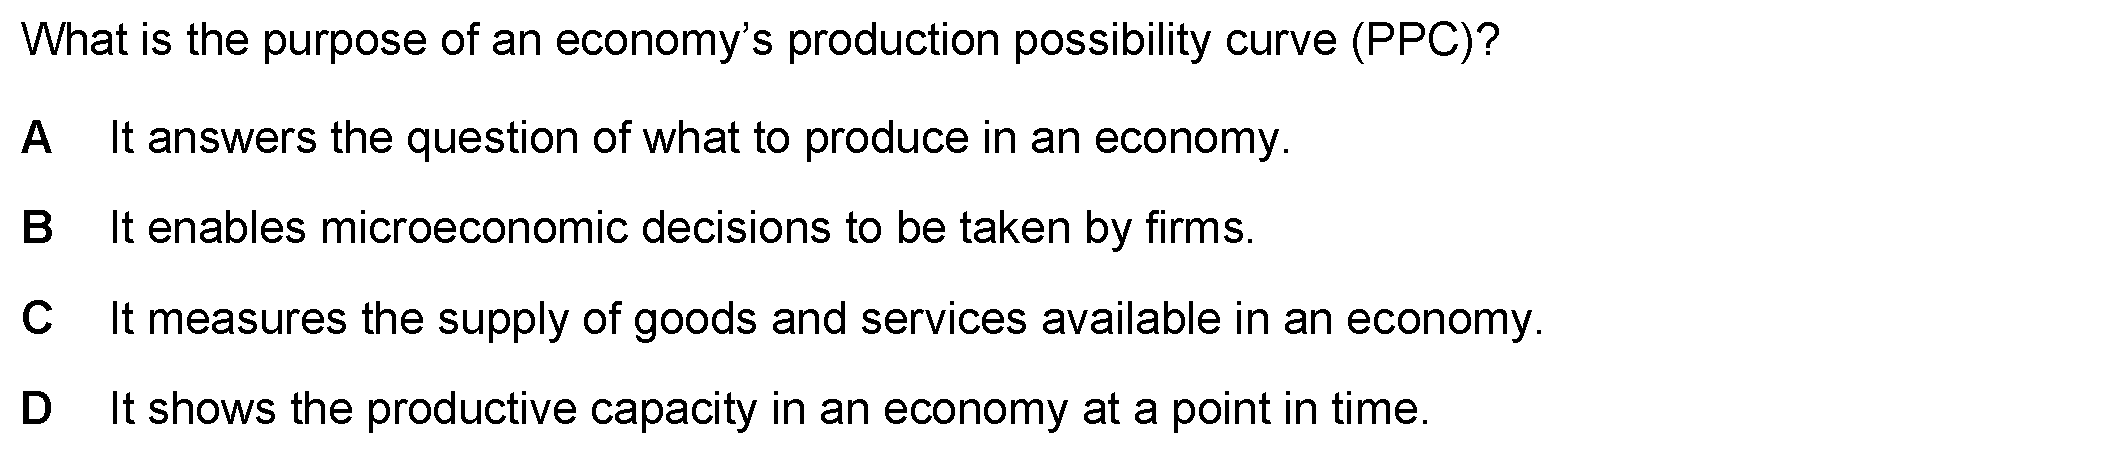 What is the purpose of an economy’s production possibility curve (PPC)?
A It answers the question of what to produce in an economy.
B It enables microeconomic decisions to be taken by firms.
C It measures the supply of goods and services available in an economy.
D It shows the productive capacity in an economy at a point in time.